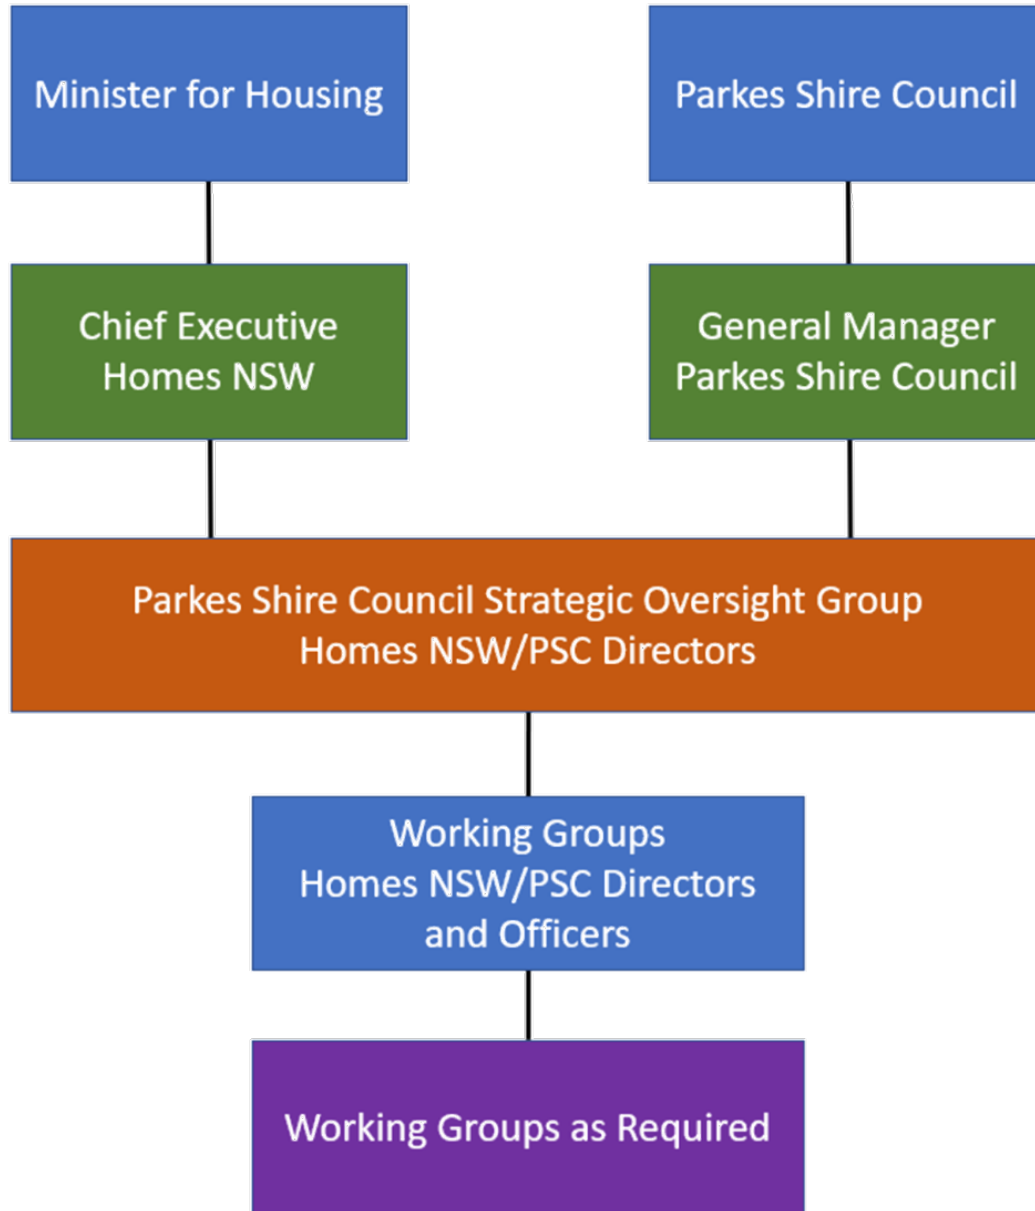 Minister for Housing
Parkes Shire Council
Chief Executive
Homes NSW
General Manager
Parkes Shire Council
Parkes Shire Council Strategic Oversight Group
Homes NSW/PSC Directors
Working Groups
Homes NSW/PSC Directors
and Officers
Working Groups as Required